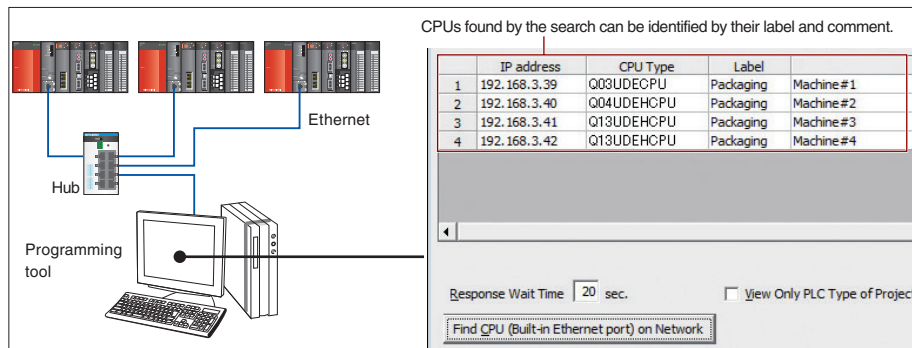 CPUs found by the search can be identified by their label and comment.
IP address CPU Type Label
1 192.168.3.39 Q03UDECPU Packaging Machine#1
2 192.168.3.40 Q04UDEHCPU Packaging Machine#2
3 192.168.3.41 Q13UDEHCPU Packaging Machine#3
4 192.168.3.42 Q13UDEHCPU Packaging Machine#4
Ethernet
Hub
Programming
tool
Response Wait Time 20 sec.
View Only PLC Type of Project
Find CPU (Built-in Ethernet port) on Network